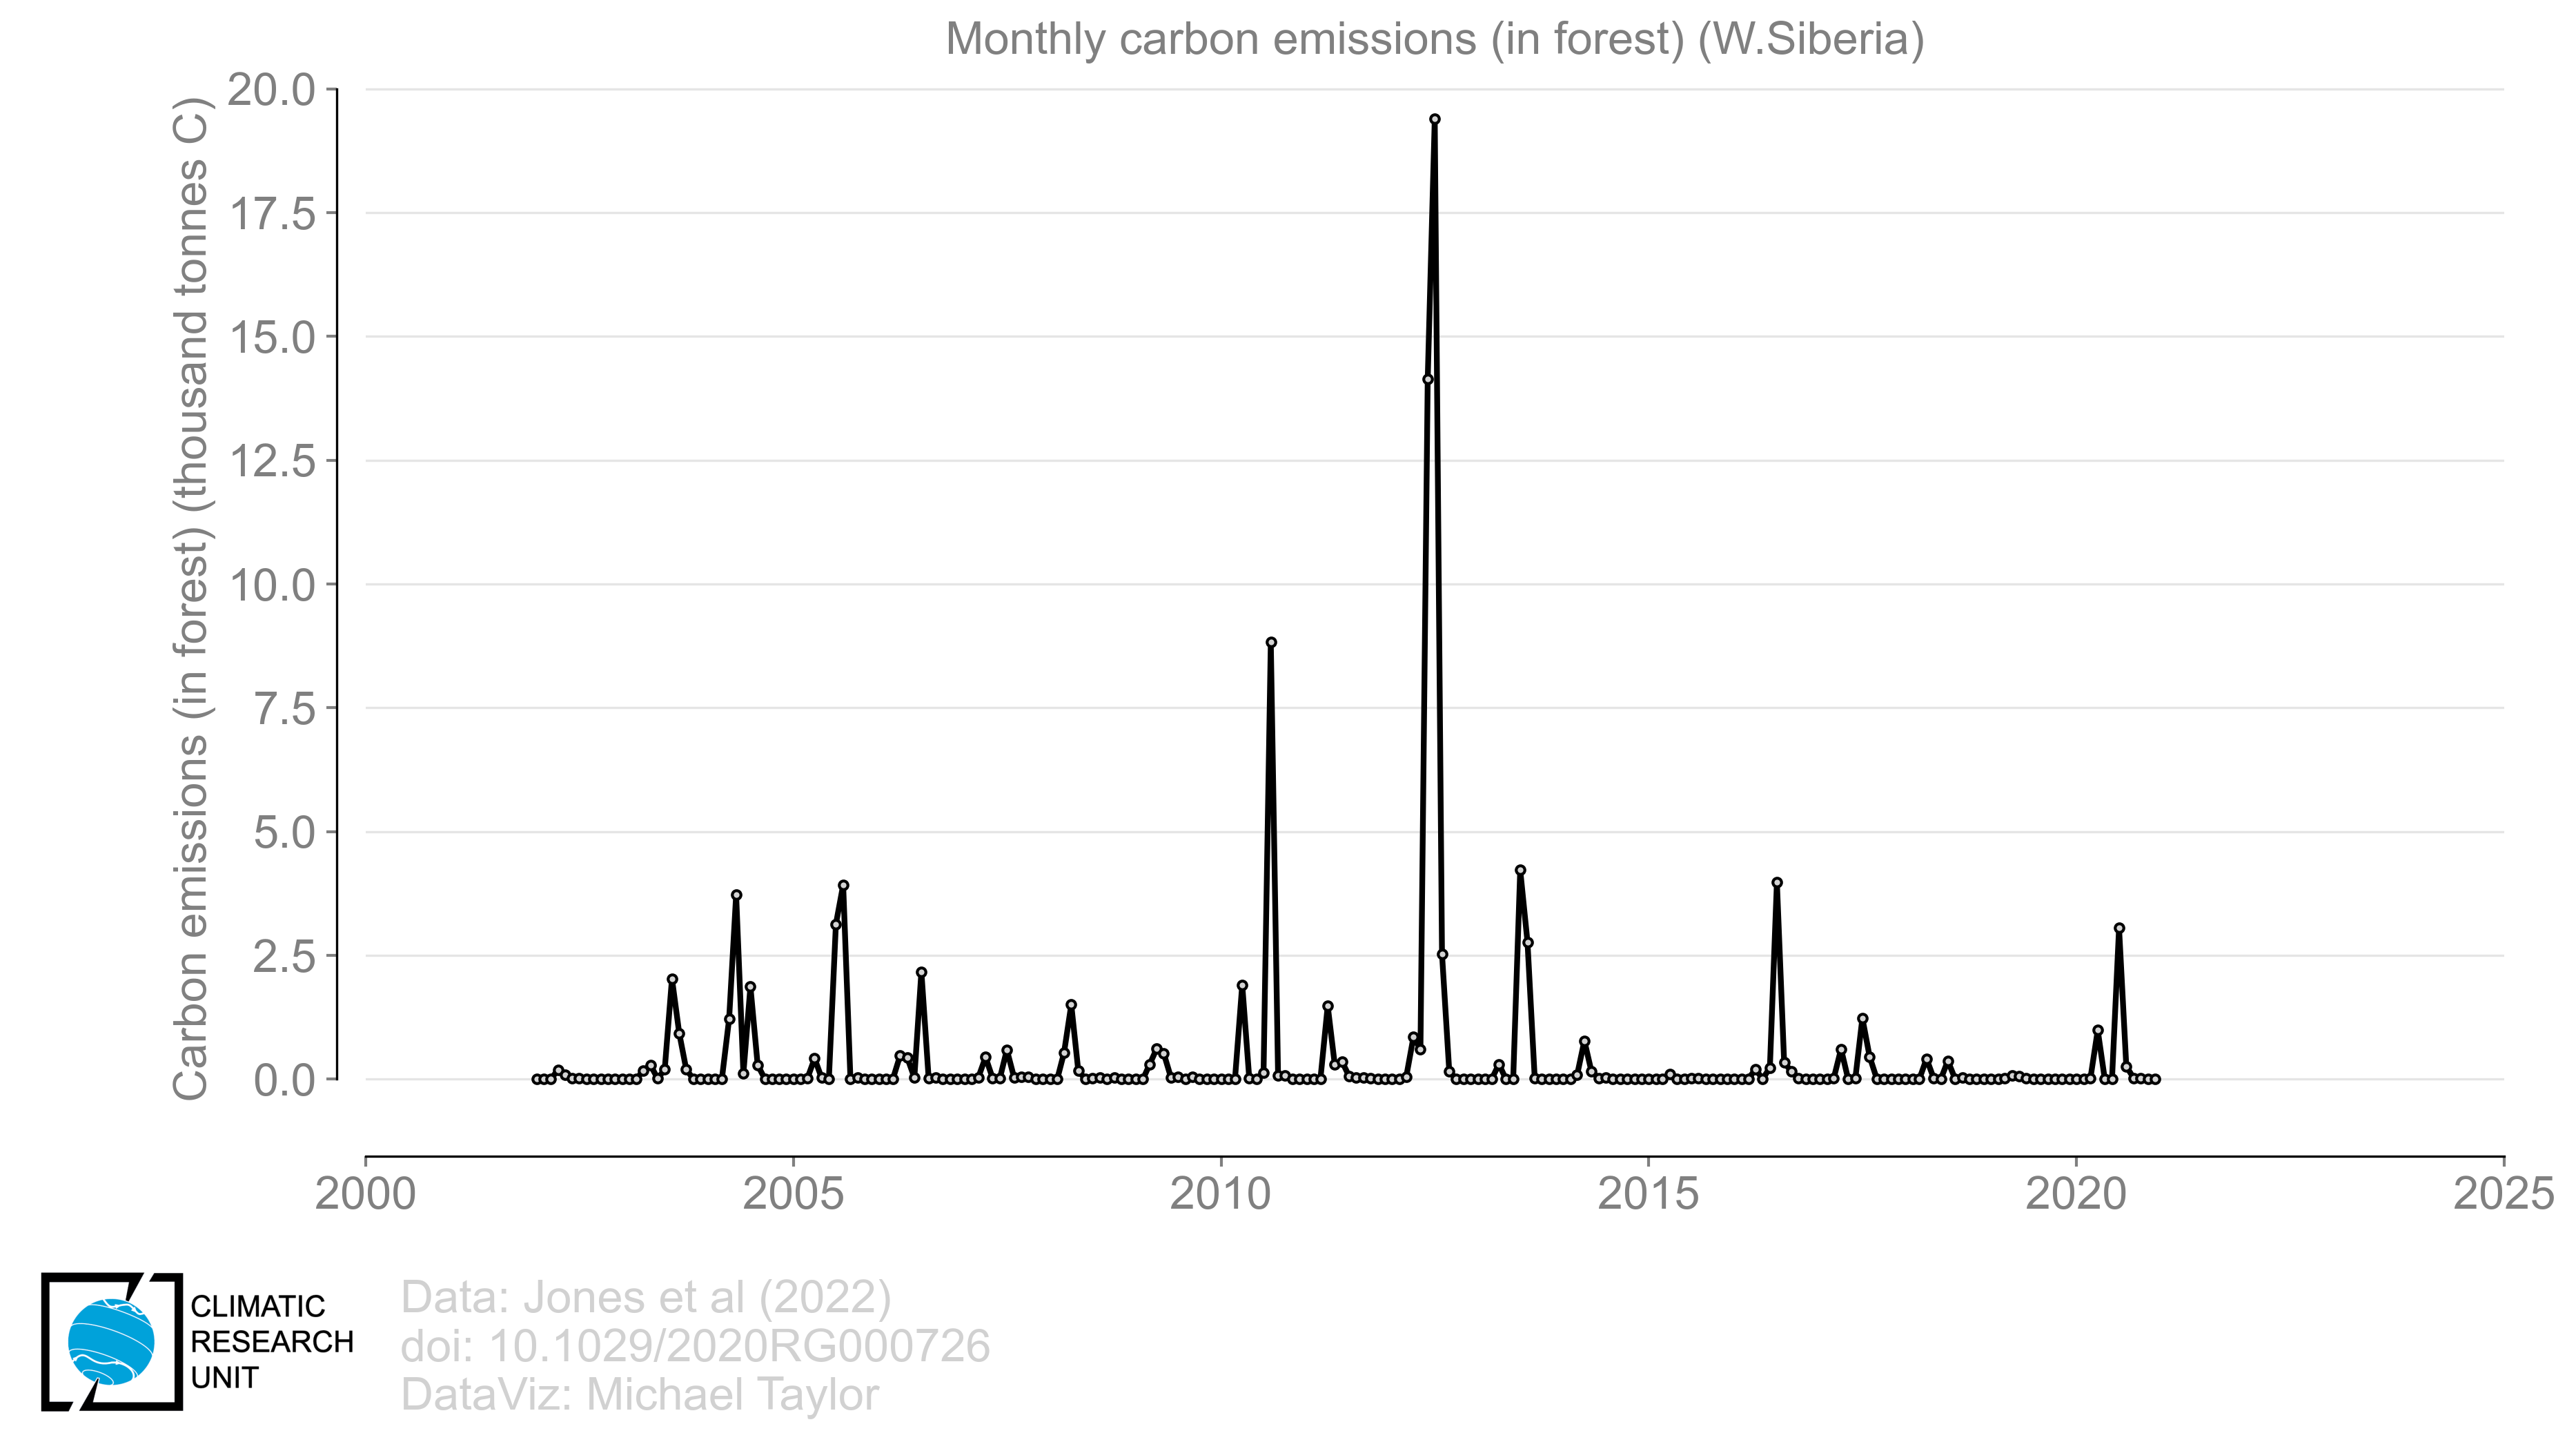 Monthly carbon emissions (in forest) (W.Siberia)
Carbon emissions (in forest) (thousand tonnes C)
20.0
17.5
15.0
12.5
10.0
7.5
5.0
2.5
0.0
2000 2005 2010 2015 2020 2025
CLIMATIC
RESEARCH
UNIT
Data: Jones et al (2022)
doi: 10.1029/2020RG000726
DataViz: Michael Taylor